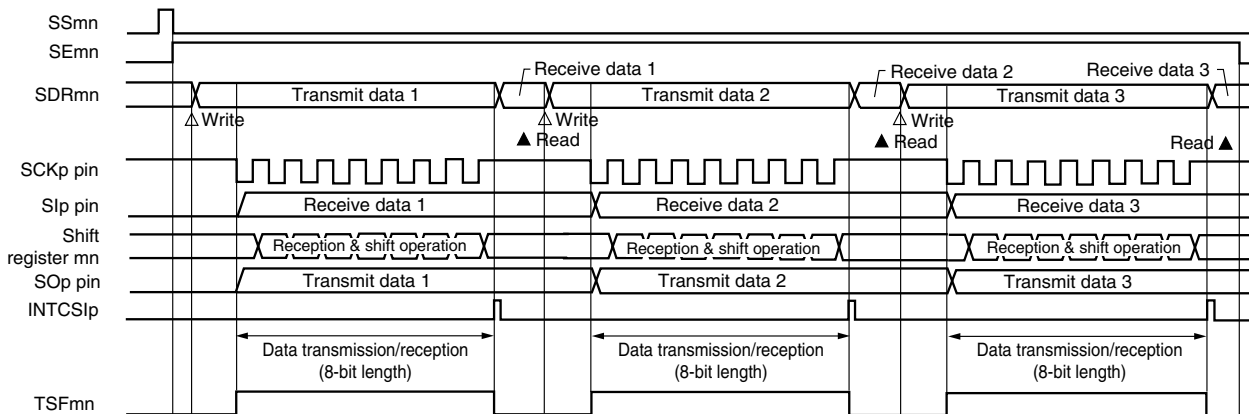 SSmn
SEmn
Receive data 1
Receive data 2
Receive data 3
SDRmn
Transmit data 1
Transmit data 2
Transmit data 3
△ Write
△ Write
△ Write
▲ Read
▲ Read
Read ▲
SCKp pin
SIp pin
Receive data 1
Receive data 2
Receive data 3
Shift
register mn
Reception & shift operation
Reception & shift operation
Reception & shift operation
SOp pin
Transmit data 1
Transmit data 2
Transmit data 3
INTCSIp
Data transmission/reception
(8-bit length)
Data transmission/reception
(8-bit length)
Data transmission/reception
(8-bit length)
TSFmn